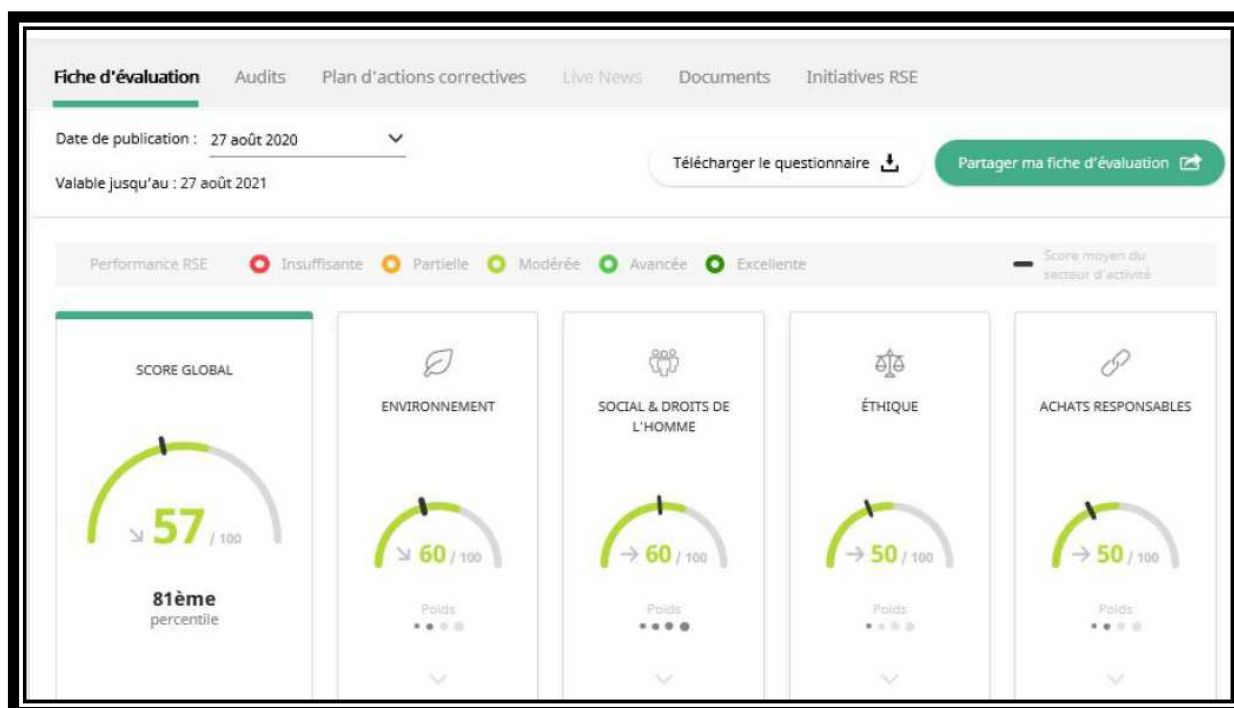 Fiche d'évaluation Audits Plan d'actions correctives Live News Documents Initiatives RSE
Date de publication : 27 août 2020
Valable jusqu'au : 27 août 2021
Télécharger le questionnaire
Partager ma fiche d'évaluation
Performance RSE Insuffisante Partielle Modérée Avancée Excellente
Score moyen du
secteur d'activité
SCORE GLOBAL
57 / 100
81ème
percentile
ENVIRONNEMENT
60 / 100
Poids
SOCIAL & DROITS DE
L'HOMME
60 / 100
Poids
ÉTHIQUE
50 / 100
Poids
ACHATS RESPONSABLES
50 / 100
Poids